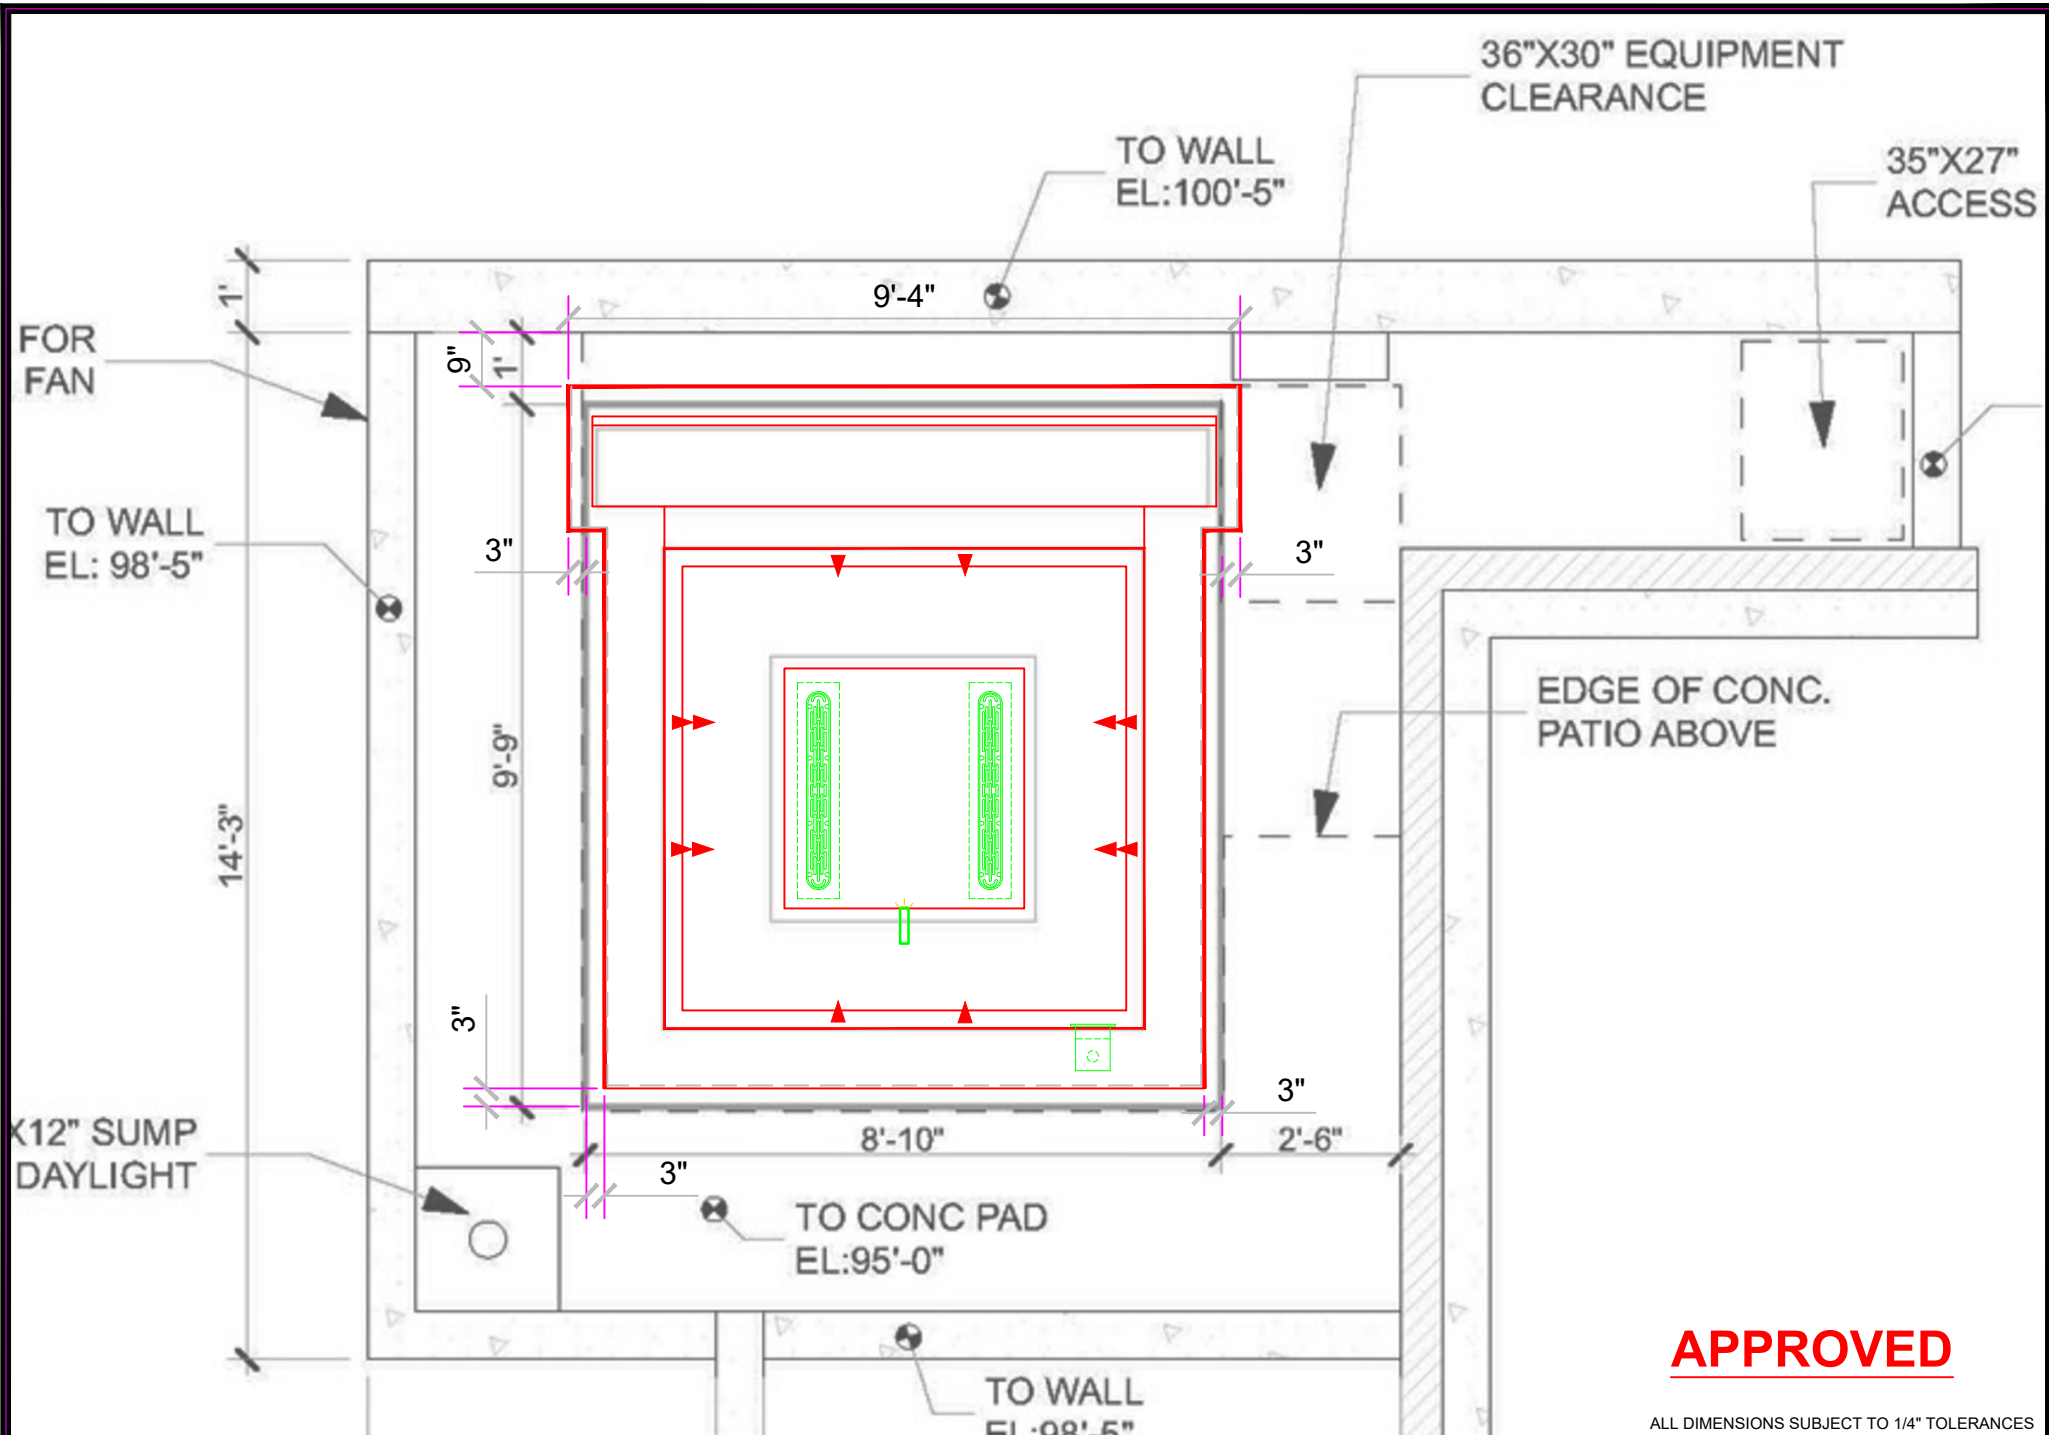 36"X30" EQUIPMENT
CLEARANCE
TO WALL
EL:100'-5"
35"X27"
ACCESS
1'
9'-4"
FOR
FAN
9"
1'
TO WALL
EL: 98'-5"
3"
3"
9'-9"
14'-3"
EDGE OF CONC.
PATIO ABOVE
3"
3"
X12" SUMP
DAYLIGHT
8'-10"
2'-6"
3"
TO CONC PAD
EL:95'-0"
APPROVED
TO WALL
EL:98'-5"
ALL DIMENSIONS SUBJECT TO 1/4" TOLERANCES